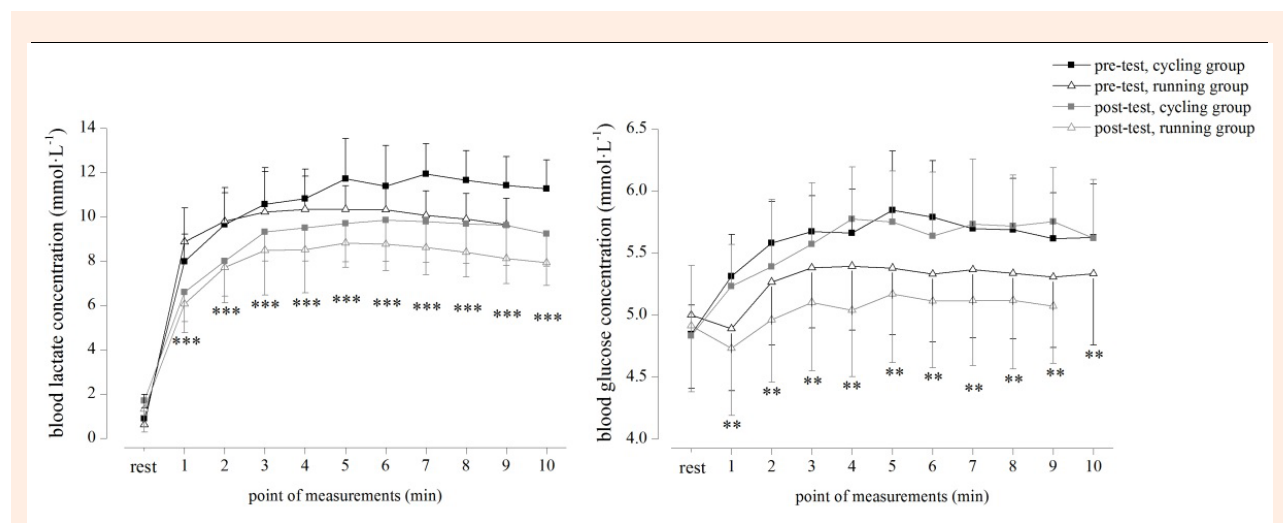 pre-test, cycling group
pre-test, running group
post-test, cycling group
post-test, running group
blood lactate concentration (mmol·L⁻¹)
14
12
10
8
6
4
2
0
*** *** *** *** *** *** *** *** *** ***
rest 1 2 3 4 5 6 7 8 9 10
point of measurements (min)
blood glucose concentration (mmol·L⁻¹)
6.5
6.0
5.5
5.0
4.5
4.0
** ** ** ** ** ** ** ** ** **
rest 1 2 3 4 5 6 7 8 9 10
point of measurements (min)